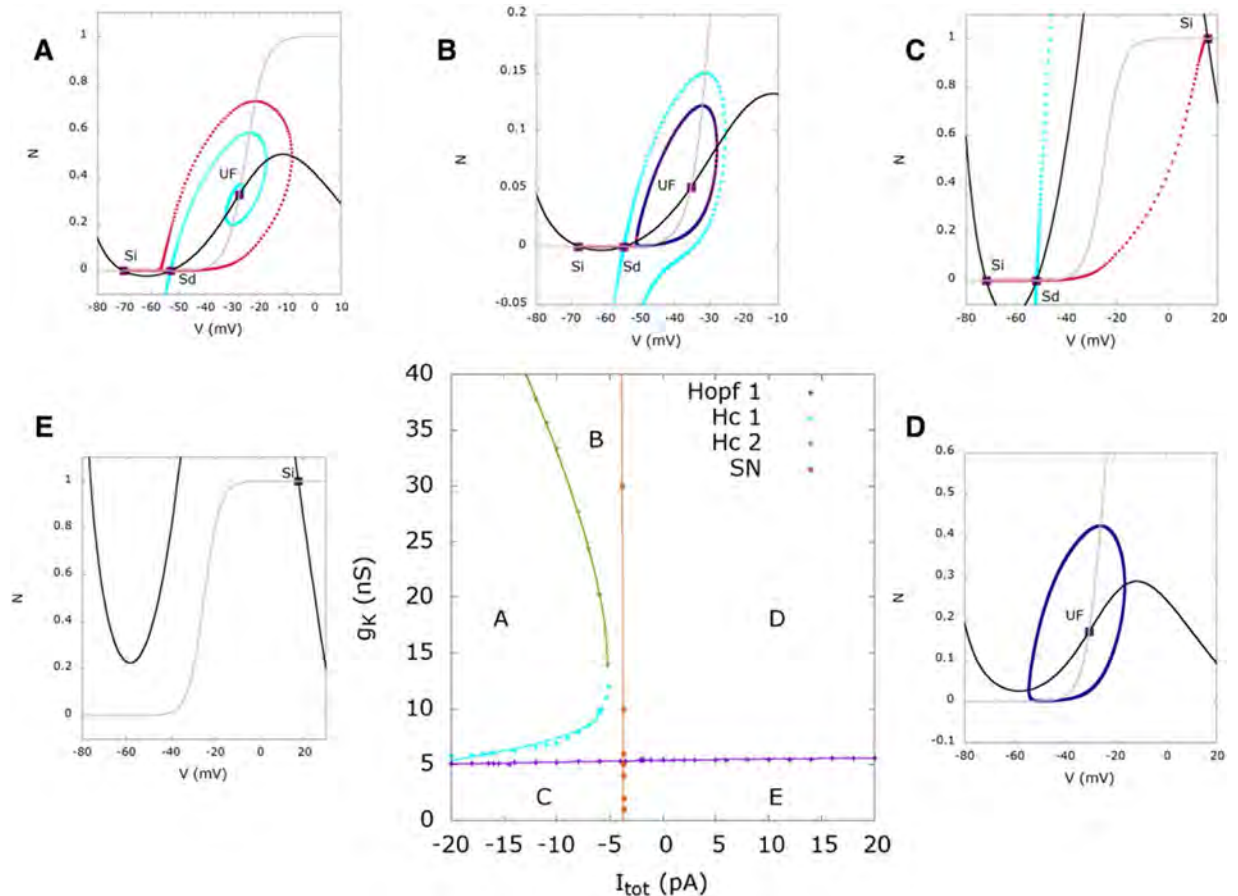 A
N
1
0.8
0.6
0.4
0.2
0
UF
Si
Sd
-80 -70 -60 -50 -40 -30 -20 -10 0 10
V (mV)
B
N
0.2
0.15
0.1
0.05
0
-0.05
UF
Si
Sd
-80 -70 -60 -50 -40 -30 -20 -10
V (mV)
C
N
1
0.8
0.6
0.4
0.2
0
Si
Si
Sd
-80 -60 -40 -20 0 20
V (mV)
E
N
1
0.8
0.6
0.4
0.2
0
Si
-80 -60 -40 -20 0 20
V (mV)
gK (nS)
40
35
30
25
20
15
10
5
0
Hopf 1
Hc 1
Hc 2
SN
B
A
D
C
E
-20 -15 -10 -5 0 5 10 15 20
Itot (pA)
D
N
0.6
0.5
0.4
0.3
0.2
0.1
0
-0.1
UF
-80 -60 -40 -20 0 20
V (mV)